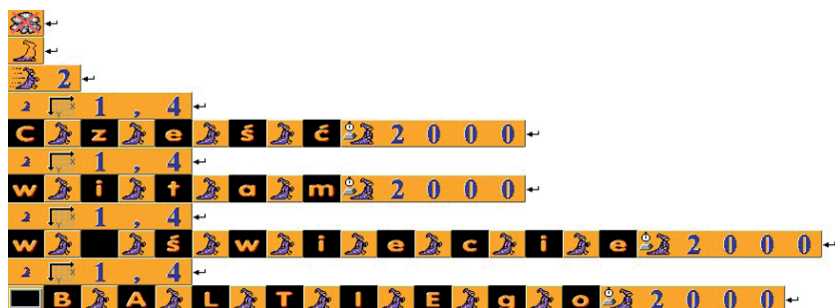 2
2 1 , 4
C z e ś ć 2 0 0 0
2 1 , 4
w i t a m 2 0 0 0
2 1 , 4
w ś w i e c i e 2 0 0 0
2 1 , 4
B A L T I E g o 2 0 0 0